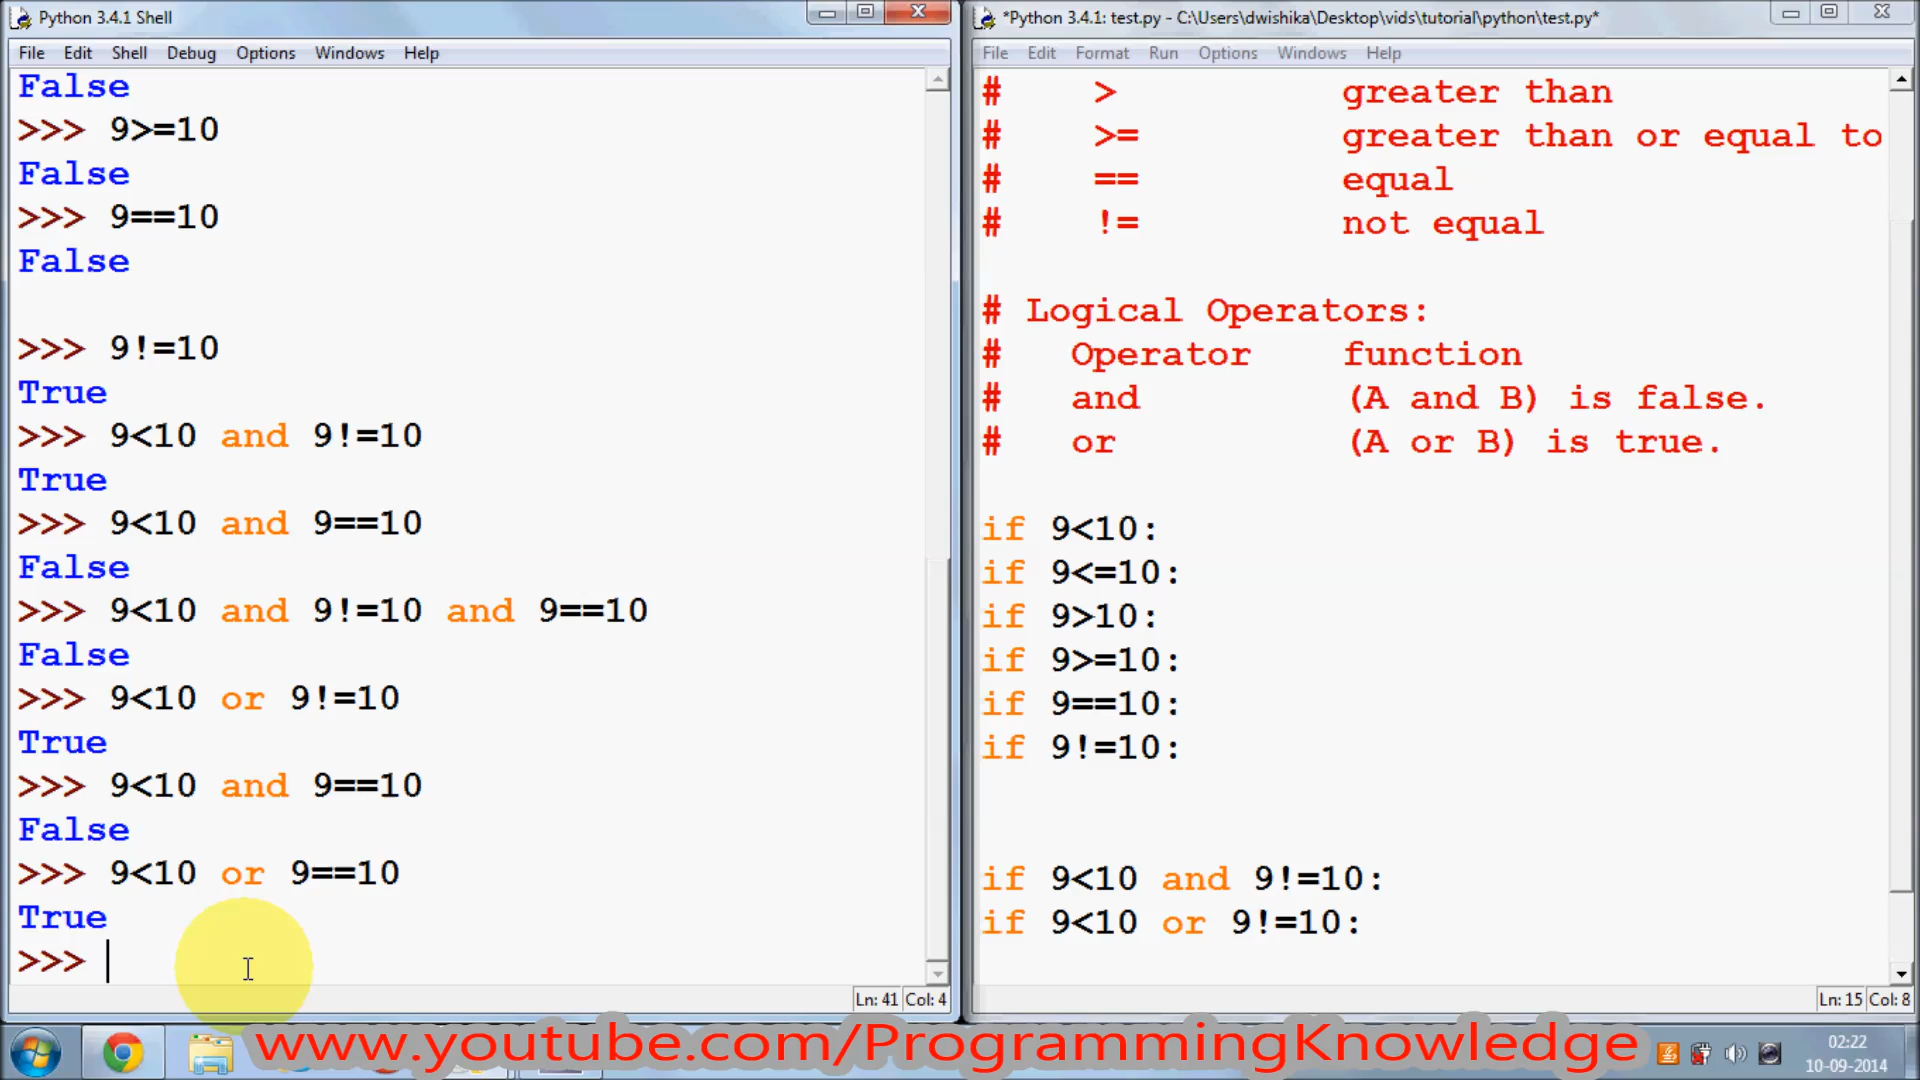 Python 3.4.1 Shell
File Edit Shell Debug Options Windows Help
False
>>> 9>=10
False
>>> 9==10
False
>>> 9!=10
True
>>> 9<10 and 9!=10
True
>>> 9<10 and 9==10
False
>>> 9<10 and 9!=10 and 9==10
False
>>> 9<10 or 9!=10
True
>>> 9<10 and 9==10
False
>>> 9<10 or 9==10
True
>>>
Ln: 41 Col: 4
*Python 3.4.1: test.py - C:\Users\dwishika\Desktop\vids\tutorial\python\test.py*
File Edit Format Run Options Windows Help
# > greater than
# >= greater than or equal to
# == equal
# != not equal
# Logical Operators:
# Operator function
# and (A and B) is false.
# or (A or B) is true.
if 9<10:
if 9<=10:
if 9>10:
if 9>=10:
if 9==10:
if 9!=10:
if 9<10 and 9!=10:
if 9<10 or 9!=10:
Ln: 15 Col: 8
www.youtube.com/ProgrammingKnowledge
02:22
10-09-2014